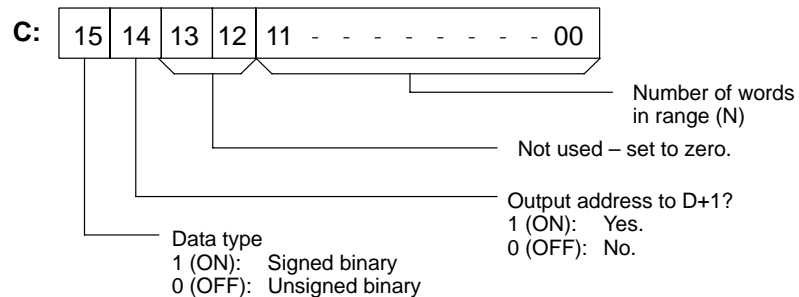 C: 15 14 13 12 11 - - - - - - - - 00
Number of words
in range (N)
Not used – set to zero.
Output address to D+1?
1 (ON): Yes.
0 (OFF): No.
Data type
1 (ON): Signed binary
0 (OFF): Unsigned binary